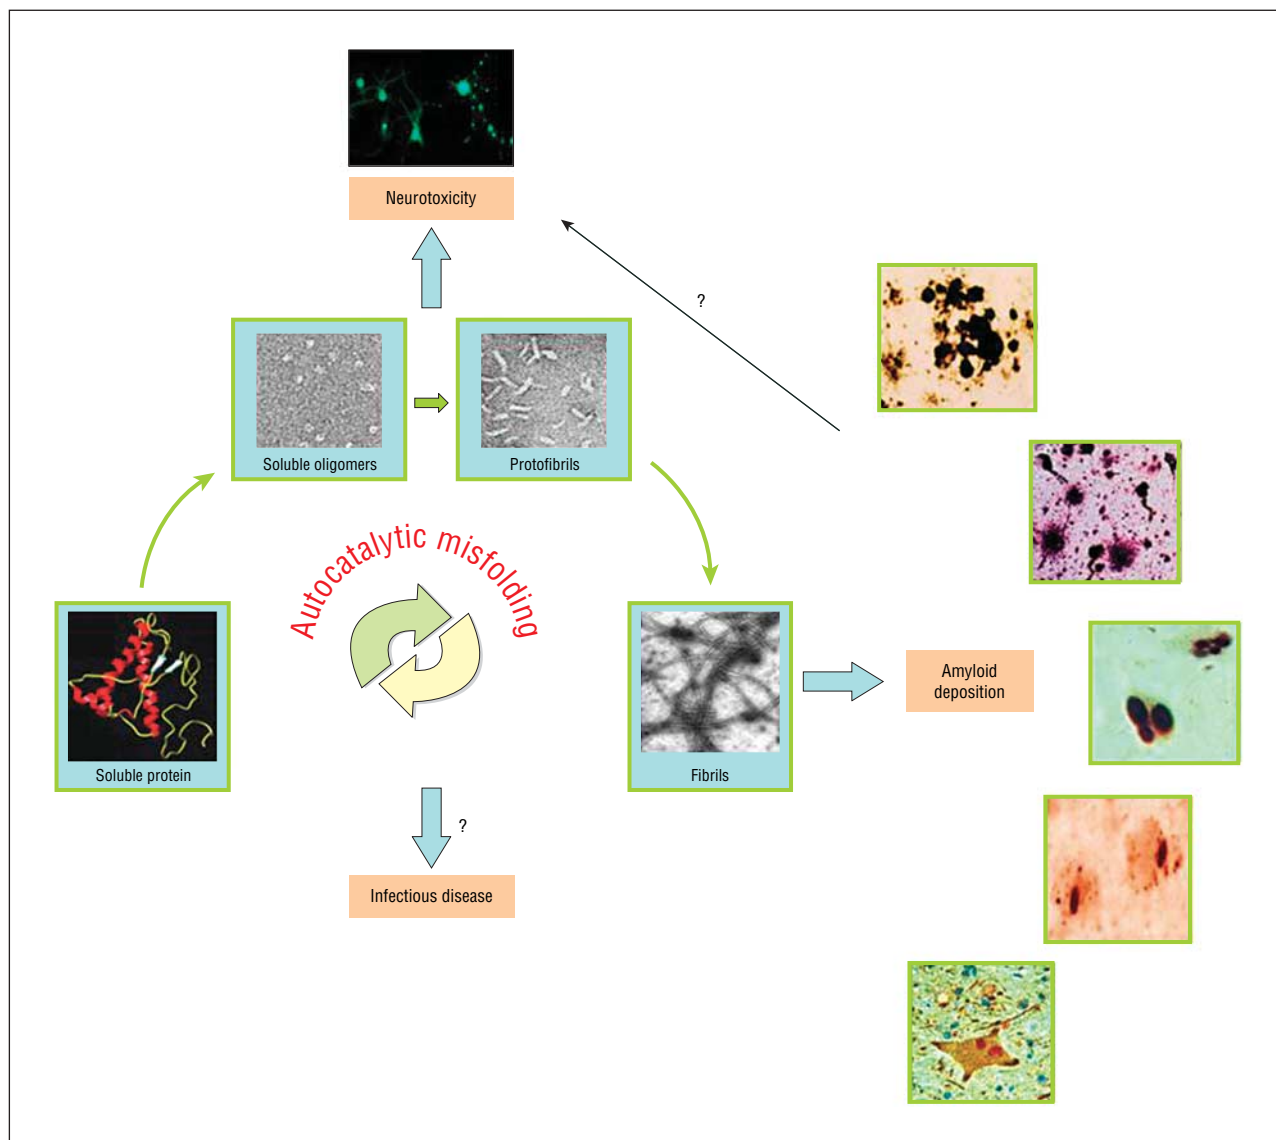 Neurotoxicity
?
Soluble oligomers
Protofibrils
Autocatalytic misfolding
Soluble protein
Fibrils
Amyloid
deposition
?
Infectious disease